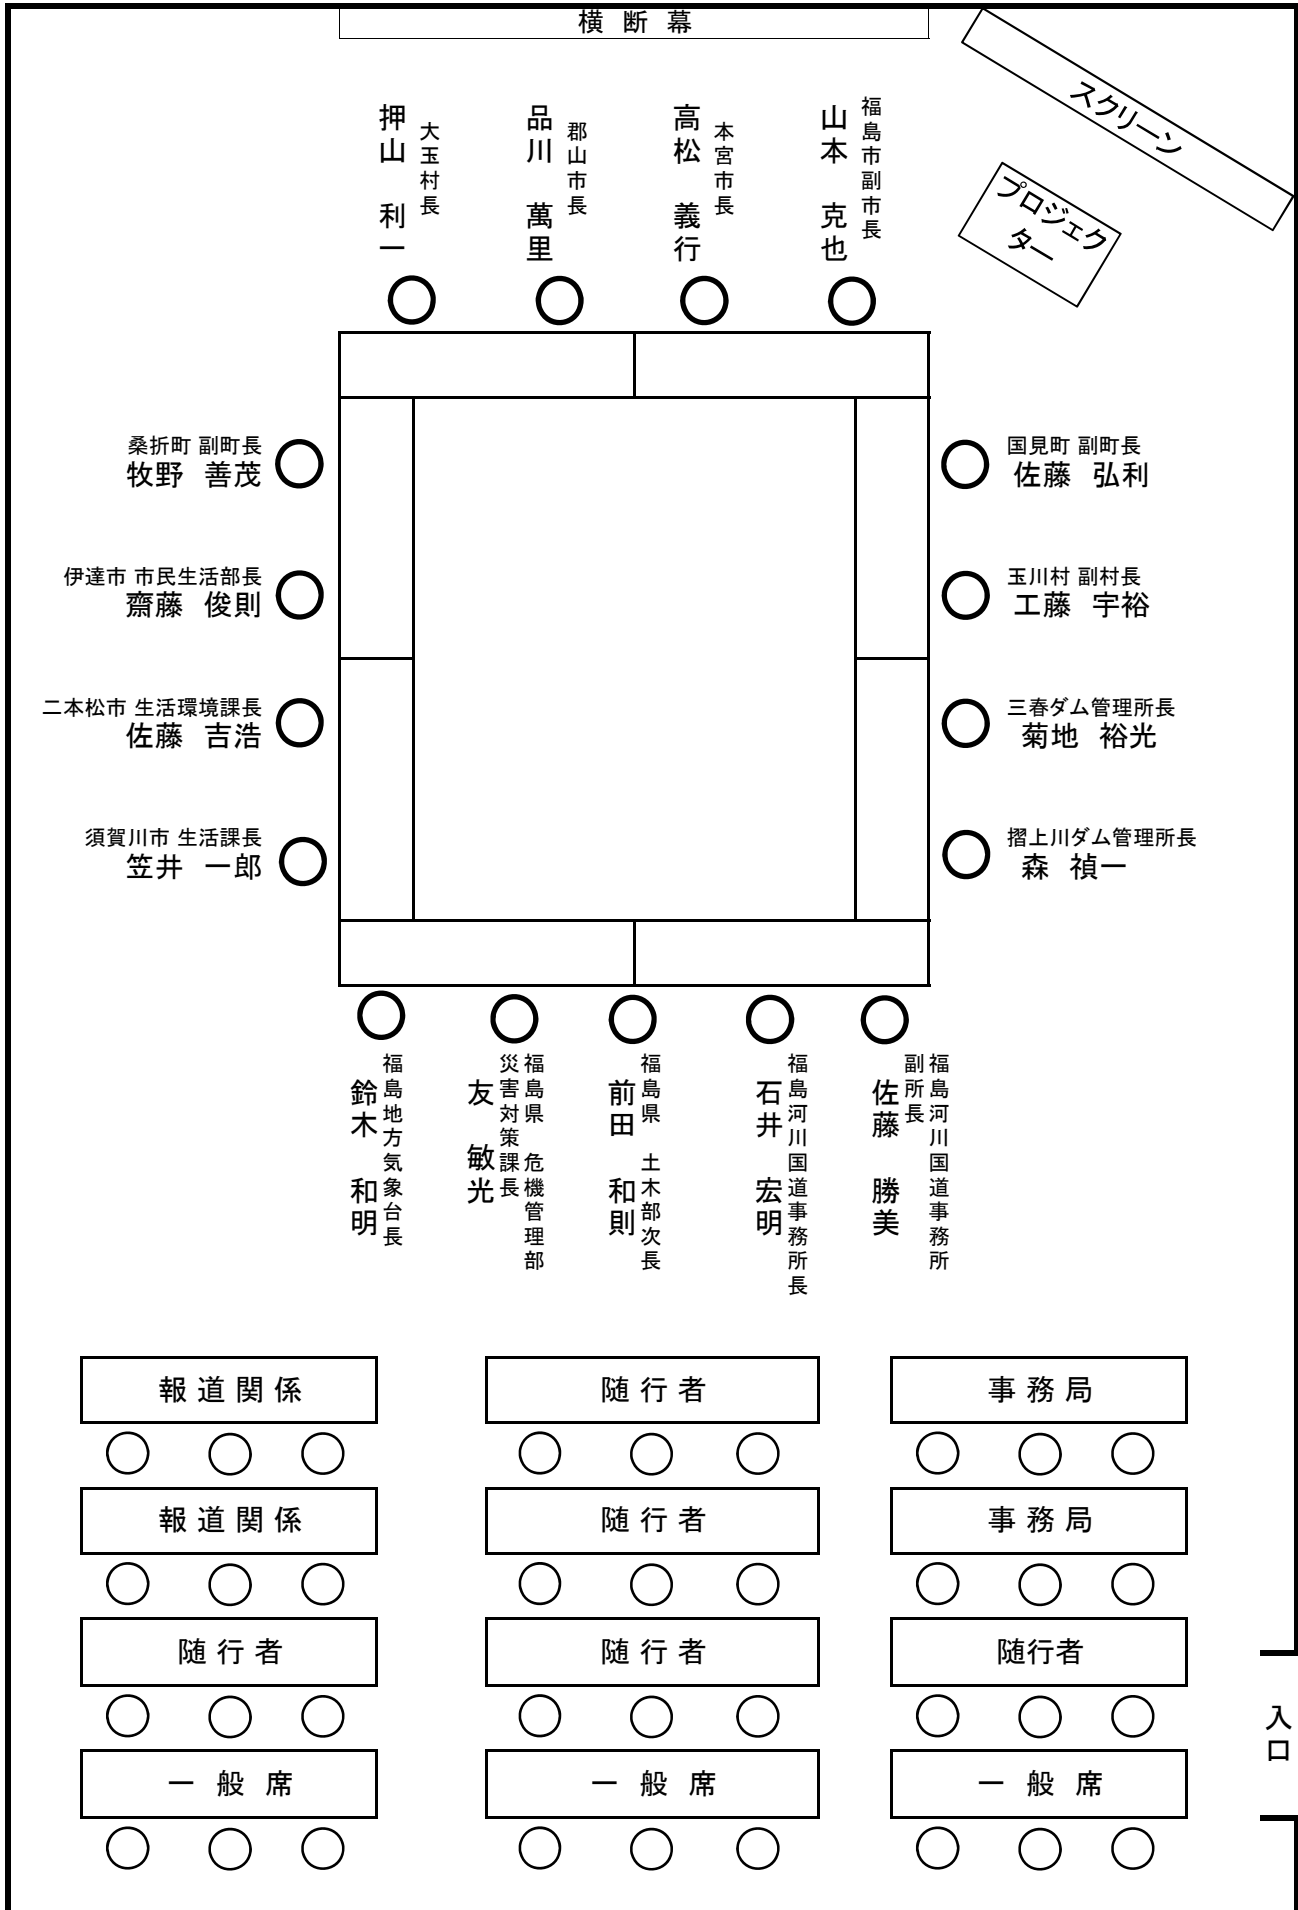 横断幕
スクリーン
プロジェク
ター
福島市副市長
山本 克也
本宮市長
高松 義行
郡山市長
品川 萬里
大玉村長
押山 利一
桑折町 副町長
牧野 善茂
伊達市 市民生活部長
齋藤 俊則
二本松市 生活環境課長
佐藤 吉浩
須賀川市 生活課長
笠井 一郎
国見町 副町長
佐藤 弘利
玉川村 副村長
工藤 宇裕
三春ダム管理所長
菊地 裕光
摺上川ダム管理所長
森 禎一
福島河川国道事務所
副所長
佐藤 勝美
福島河川国道事務所長
石井 宏明
福島県 土木部次長
前田 和則
福島県 危機管理部
災害対策課長
友 敏光
福島地方気象台長
鈴木 和明
報道関係
随行者
事務局
報道関係
随行者
事務局
随行者
随行者
随行者
入口
一般席
一般席
一般席